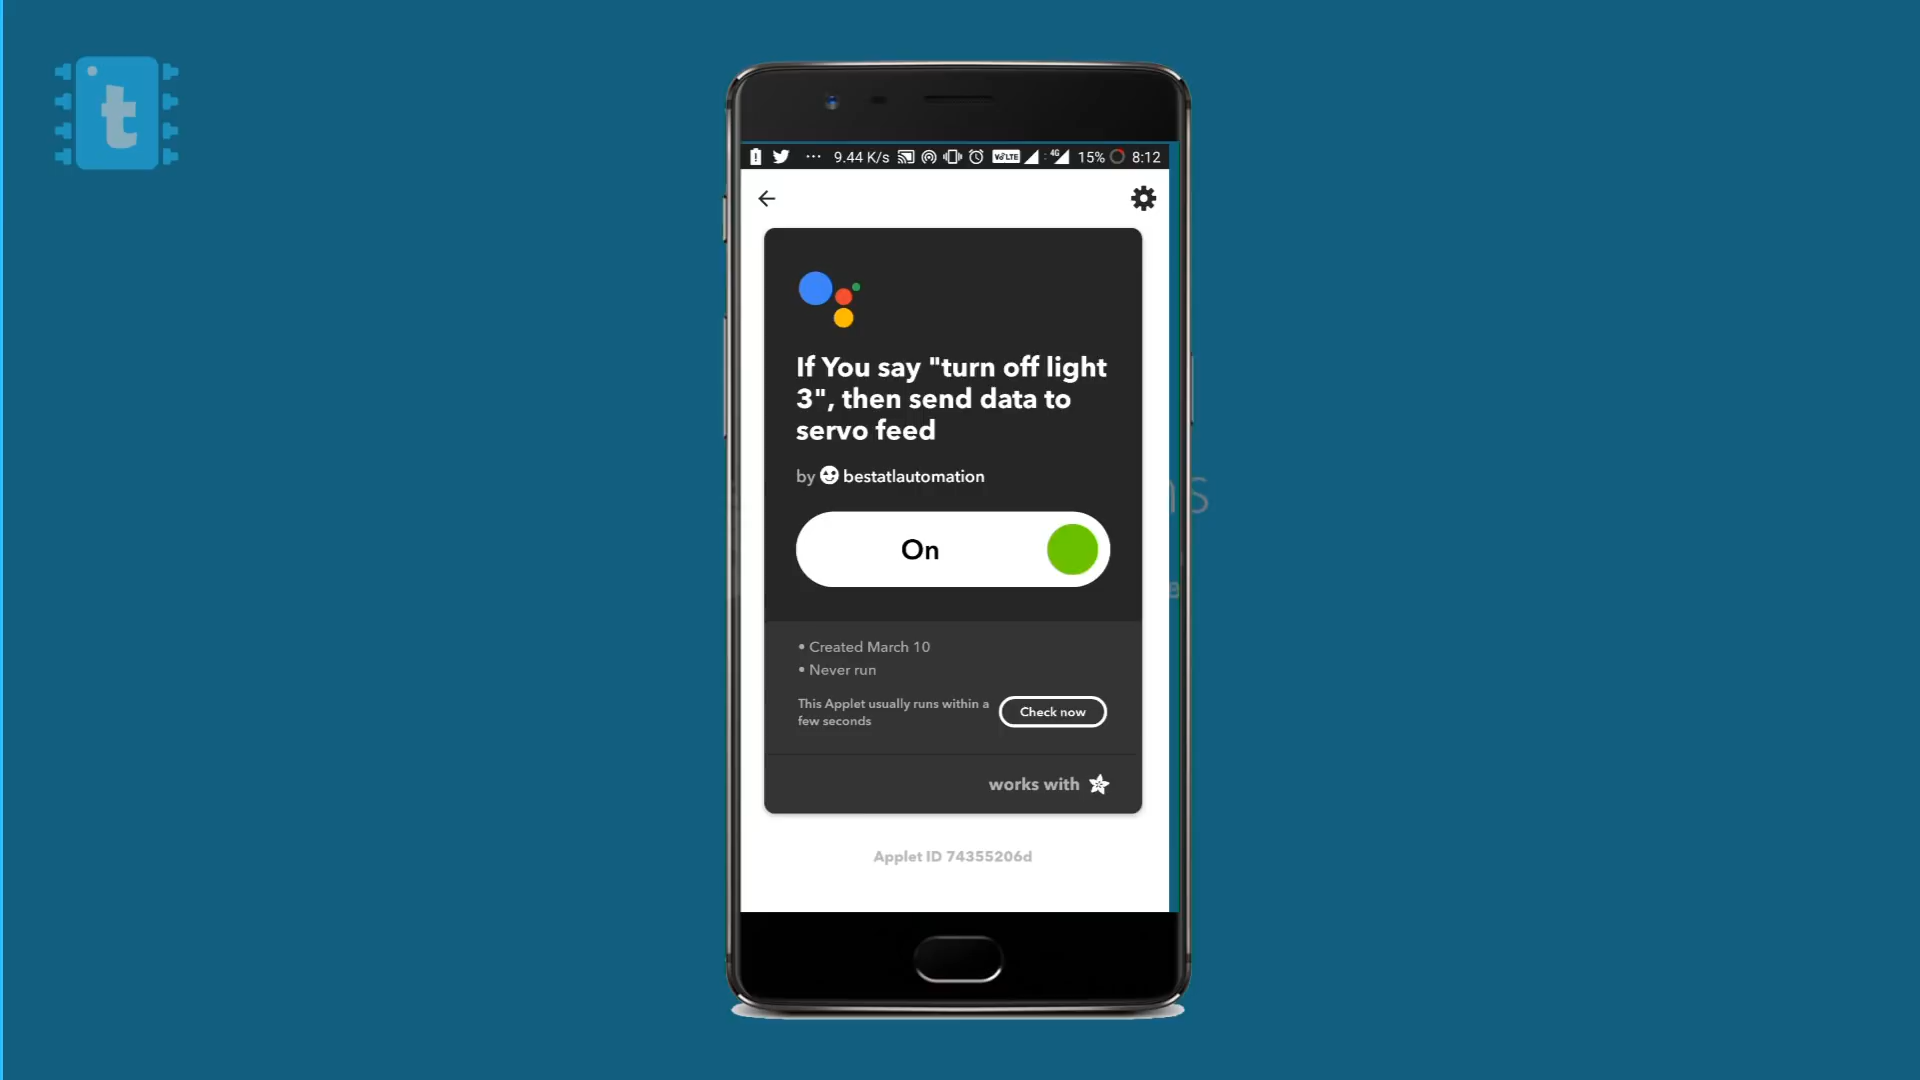 t
9.44 K/s VoLTE 4G 15% 8:12
If You say "turn off light
3", then send data to
servo feed
by bestatlautomation
On
• Created March 10
• Never run
This Applet usually runs within a
few seconds
Check now
works with
Applet ID 74355206d